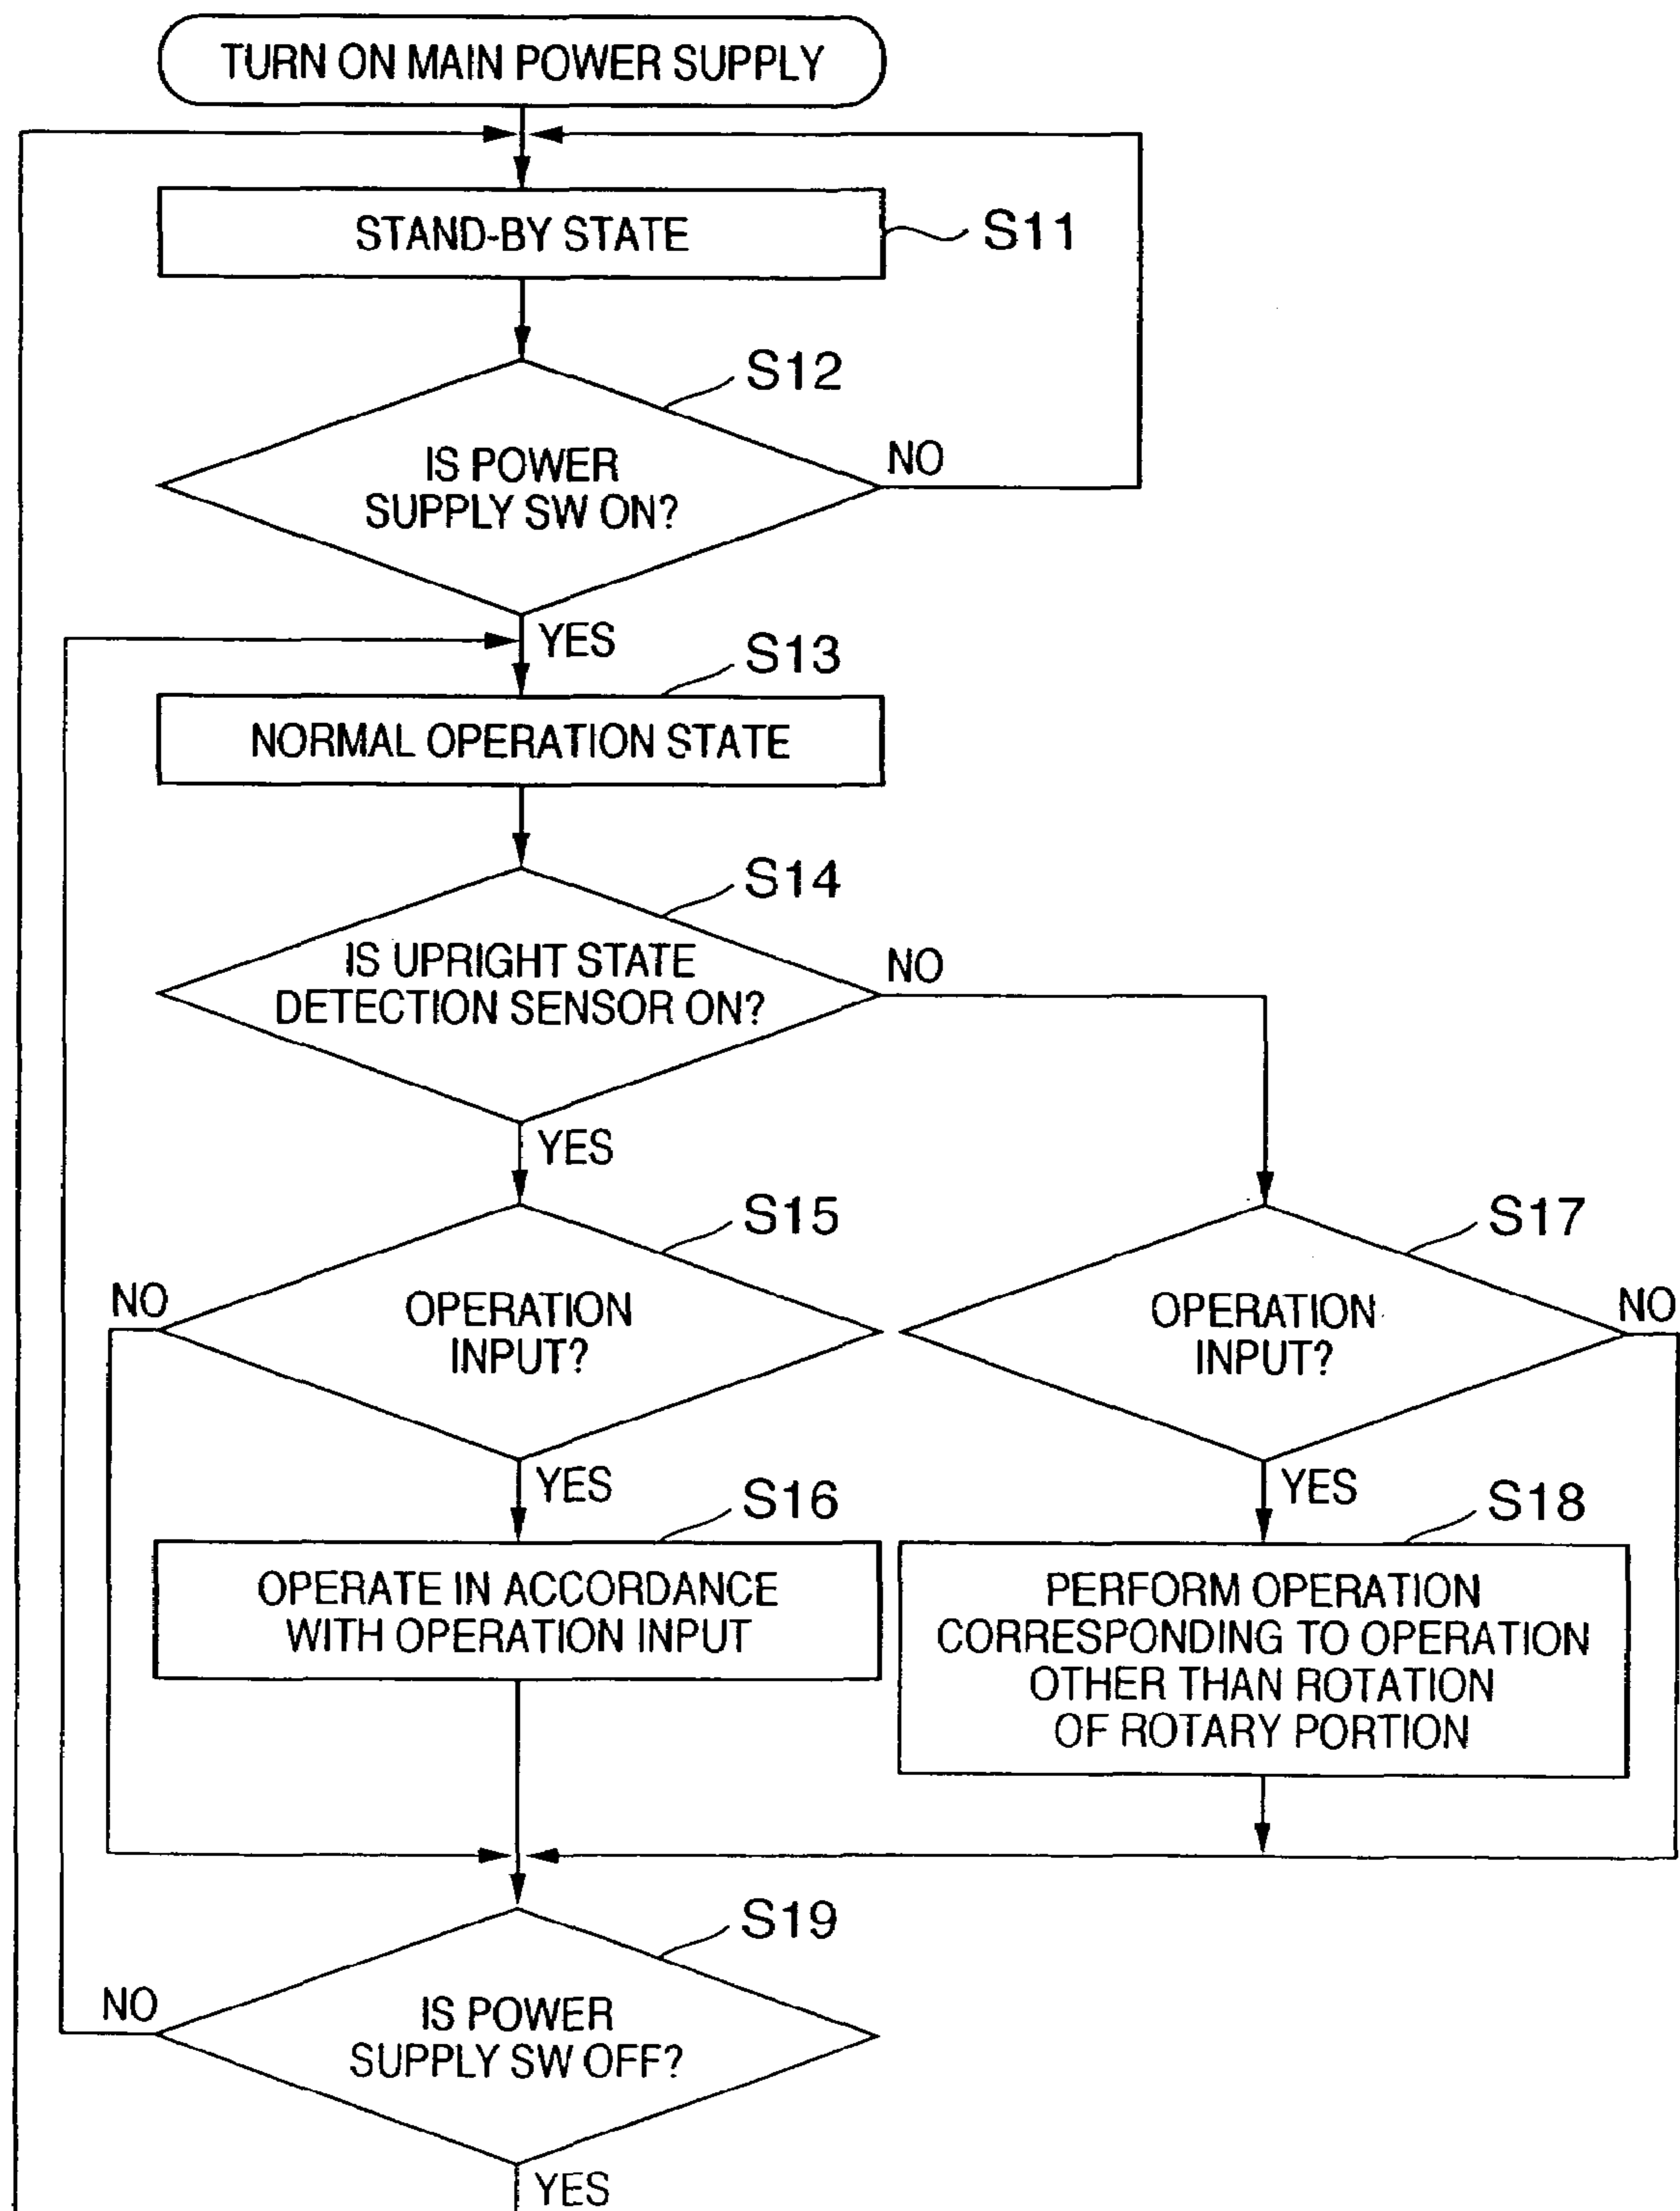 TURN ON MAIN POWER SUPPLY
STAND-BY STATE
S11
S12
IS POWER
SUPPLY SW ON?
NO
YES
S13
NORMAL OPERATION STATE
S14
IS UPRIGHT STATE
DETECTION SENSOR ON?
NO
YES
S15
OPERATION
INPUT?
NO
YES
S17
OPERATION
INPUT?
NO
YES
S16
OPERATE IN ACCORDANCE
WITH OPERATION INPUT
S18
PERFORM OPERATION
CORRESPONDING TO OPERATION
OTHER THAN ROTATION
OF ROTARY PORTION
S19
IS POWER
SUPPLY SW OFF?
NO
YES